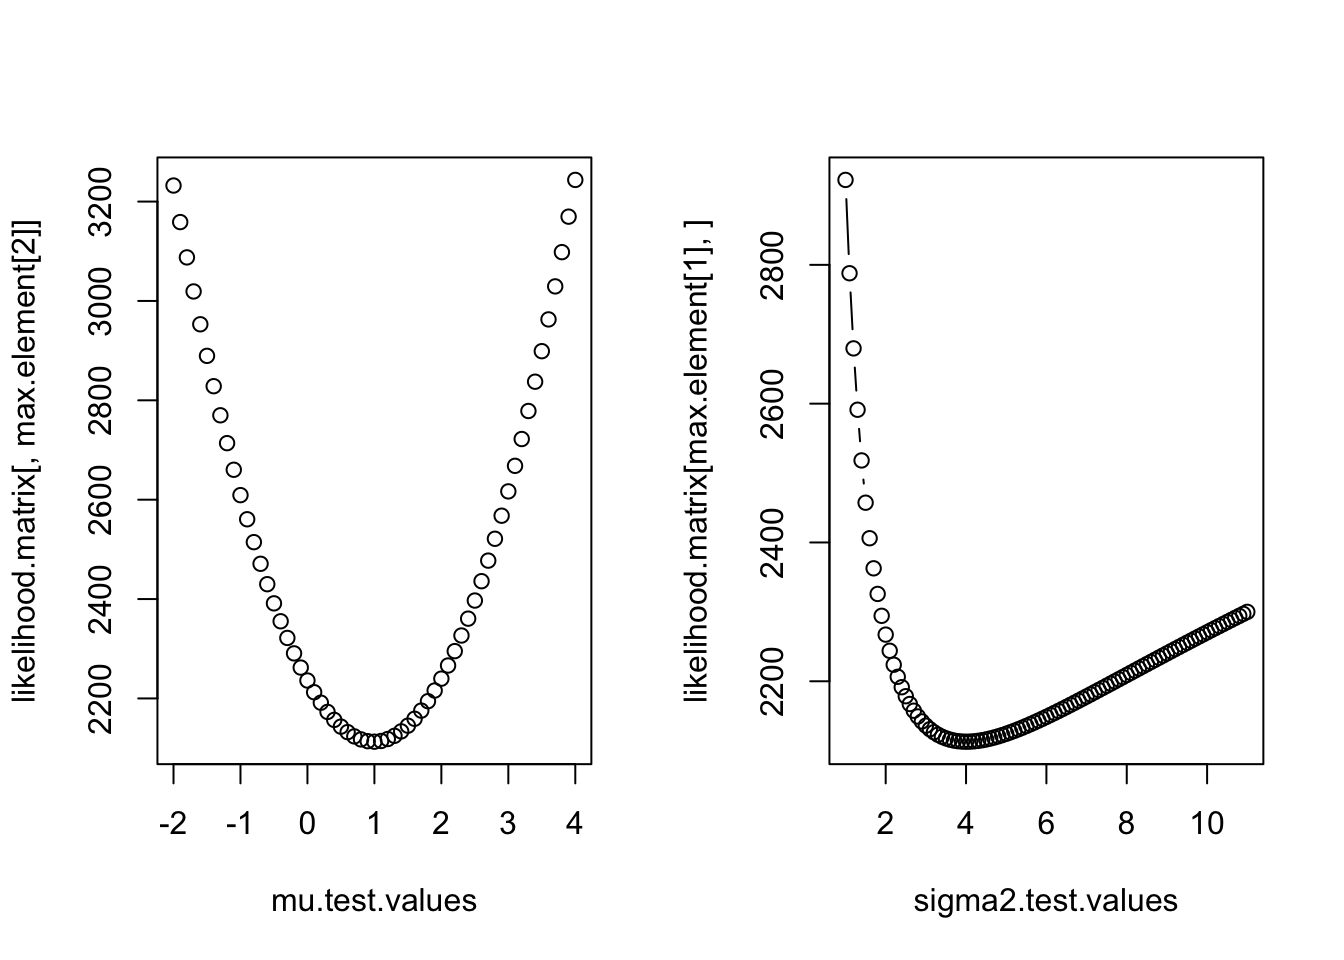 likelihood.matrix[, max.element[2]]
3200
3000
2800
2600
2400
2200
-2 -1 0 1 2 3 4
mu.test.values
likelihood.matrix[max.element[1], ]
2800
2600
2400
2200
2 4 6 8 10
sigma2.test.values